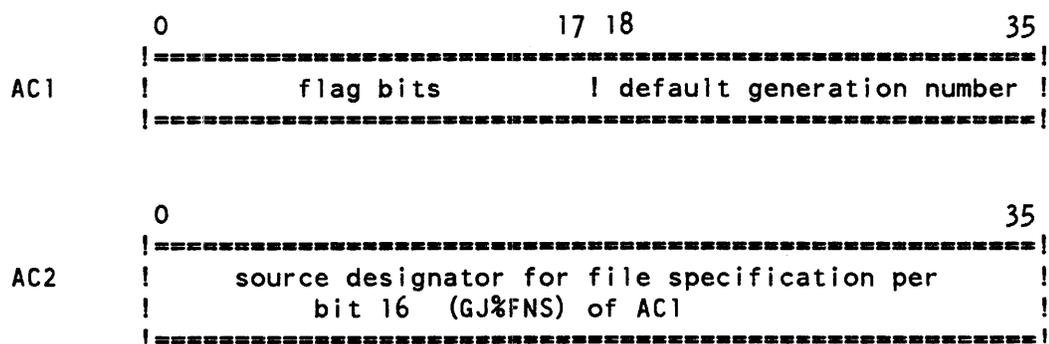 0 17 18 35
!=======================================================!
AC1 ! flag bits ! default generation number !
!=======================================================!
0 35
!=======================================================!
AC2 ! source designator for file specification per !
! bit 16 (GJ%FNS) of AC1 !
!=======================================================!